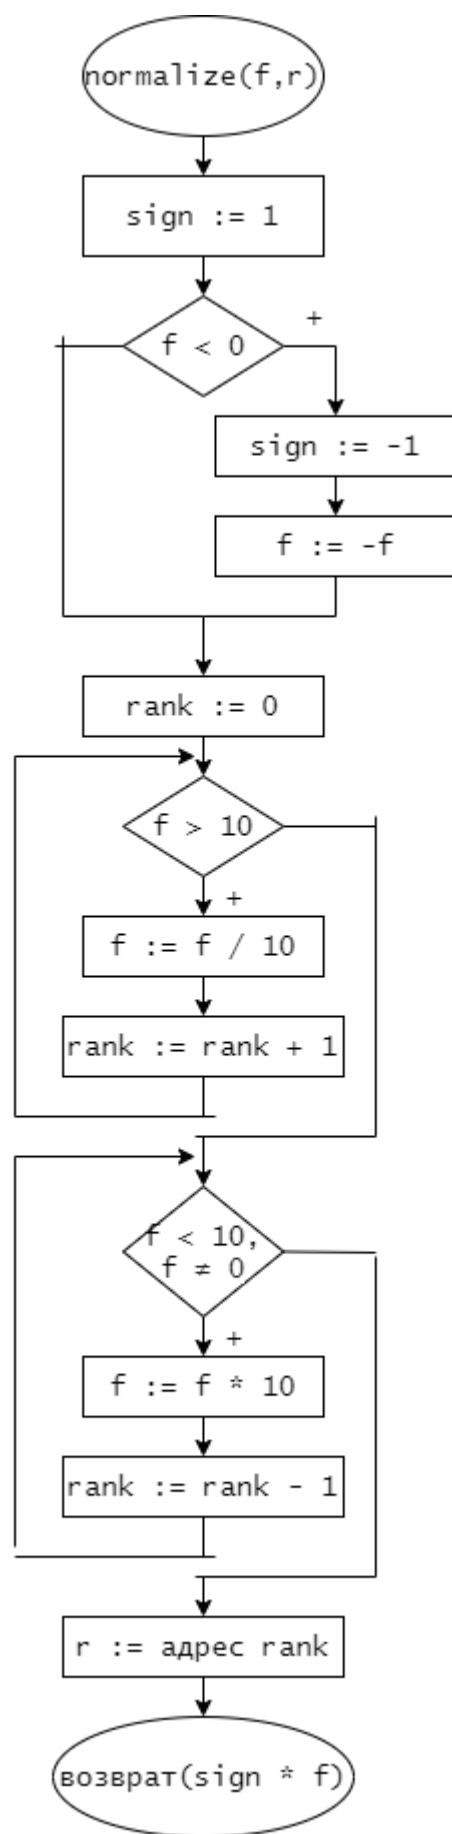 normalize(f,r)
sign := 1
f < 0
+
sign := -1
f := -f
rank := 0
f > 10
+
f := f / 10
rank := rank + 1
f < 10,
f ≠ 0
+
f := f * 10
rank := rank - 1
r := адрес rank
возврат(sign * f)